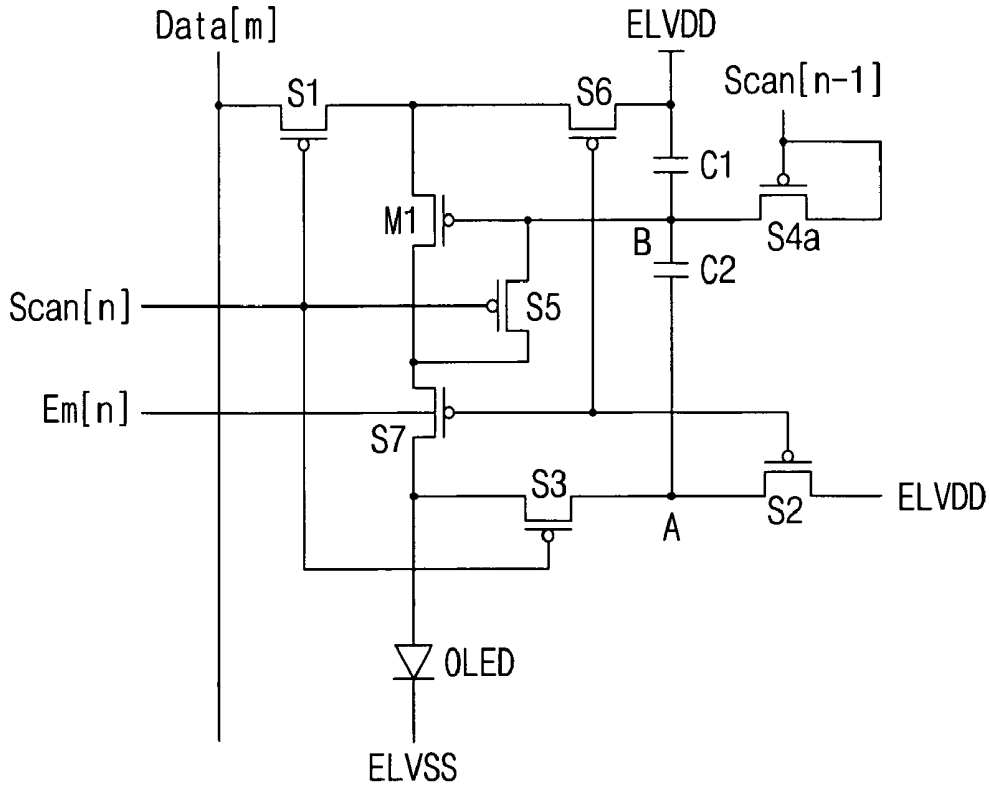 Data[m]
ELVDD
Scan[n-1]
S1
S6
C1
M1
B
S4a
C2
Scan[n]
S5
Em[n]
S7
S3
S2
ELVDD
A
OLED
ELVSS